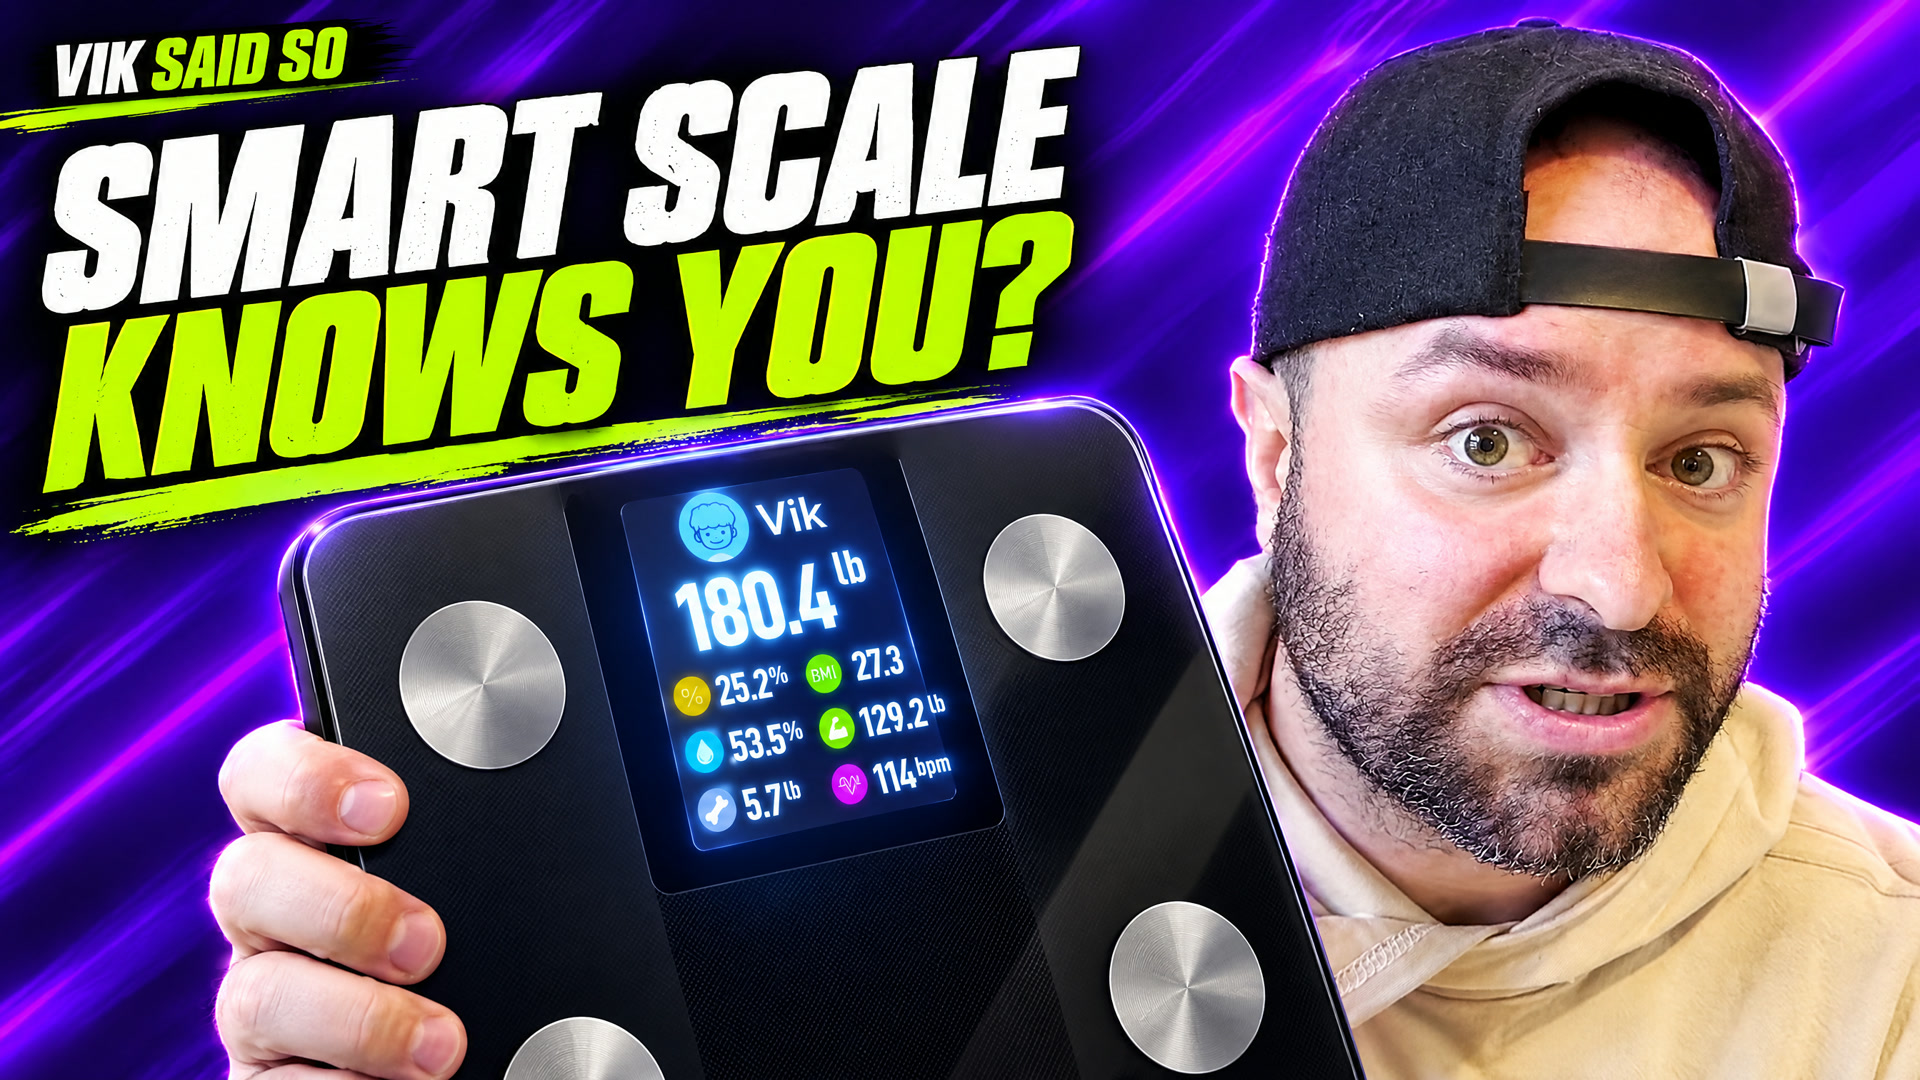 VIK SAID SO
SMART SCALE
KNOWS YOU?
Vik
180.4 lb
% 25.2% BMI 27.3
53.5% 129.2 lb
5.7 lb 114 bpm